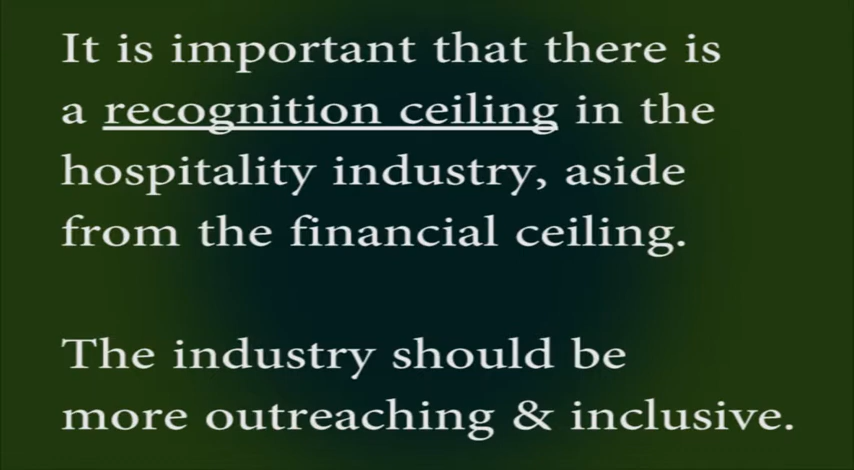 It is important that there is
a recognition ceiling in the
hospitality industry, aside
from the financial ceiling.
The industry should be
more outreaching & inclusive.